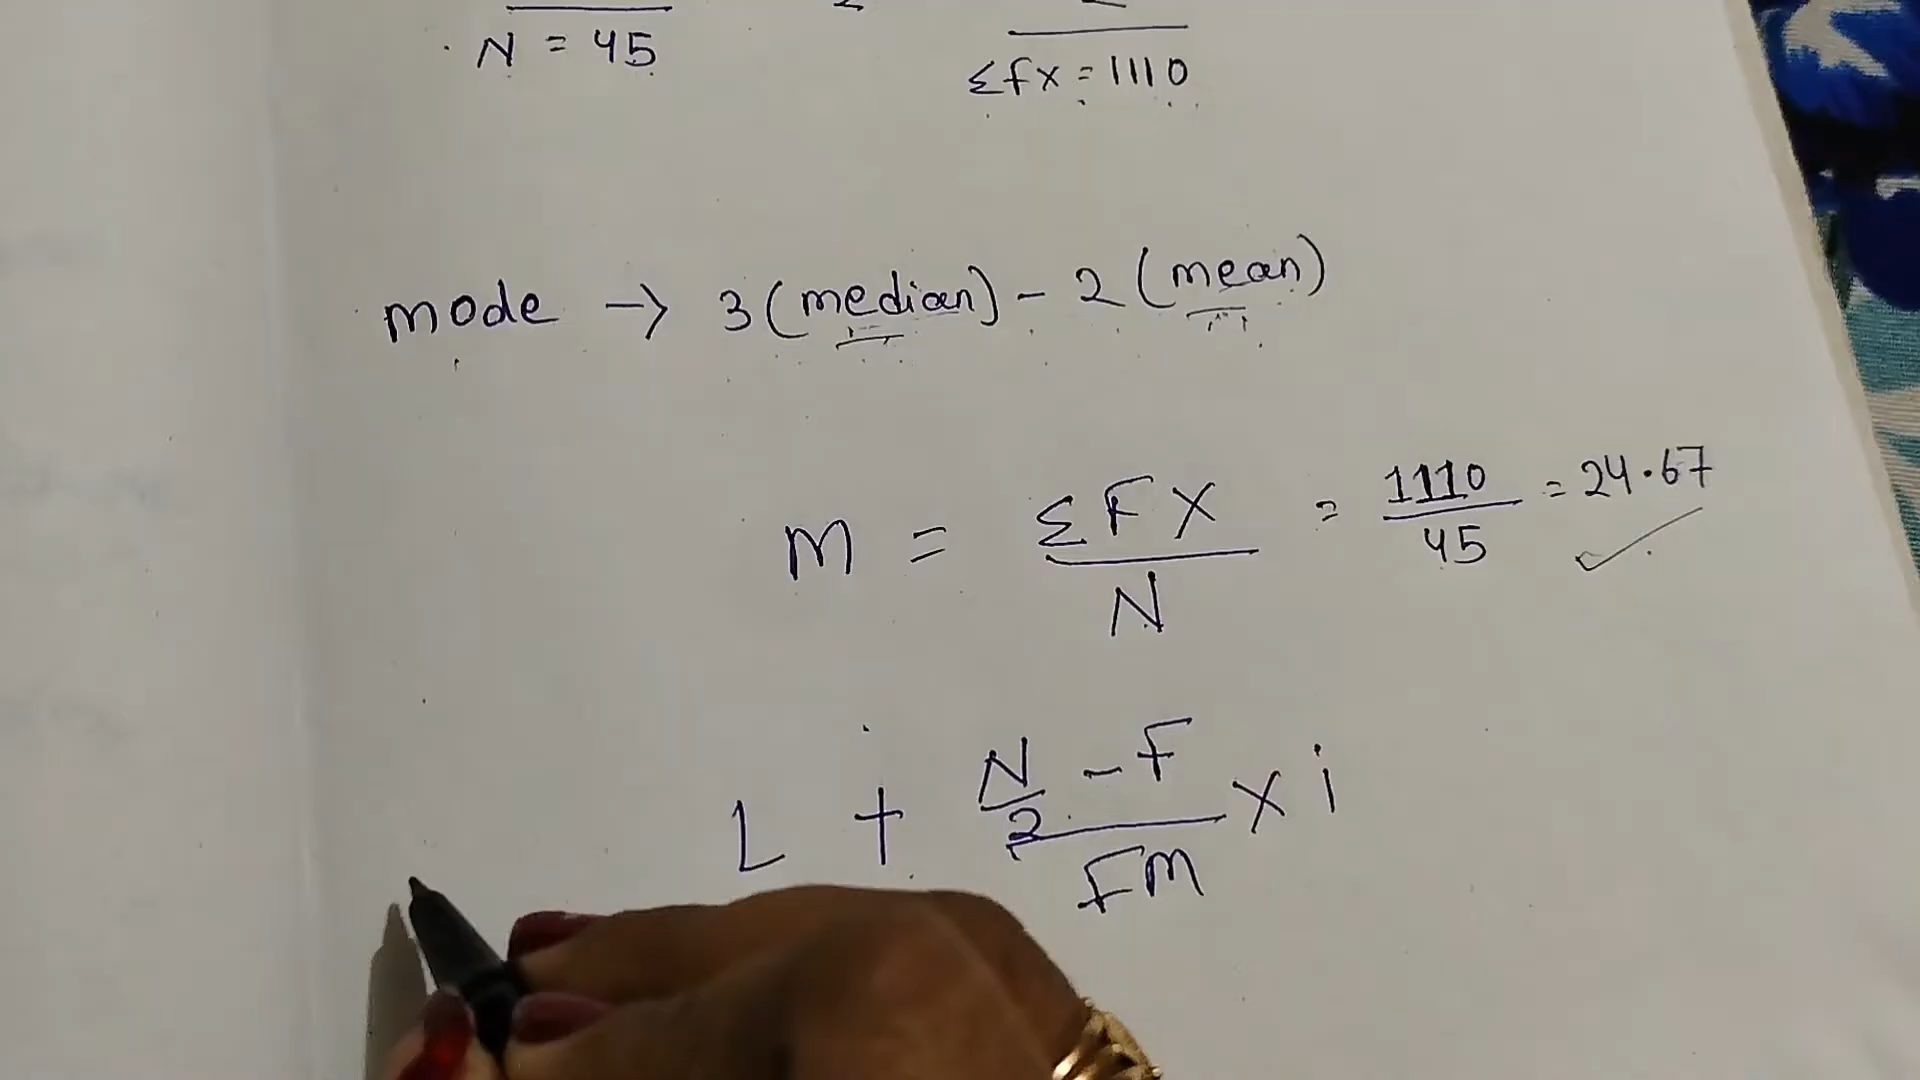 N = 45
Σfx = 1110
mode → 3 (median) - 2 (mean)
M = ΣFX / N = 1110 / 45 = 24.67
L + N/2 - F / FM × i